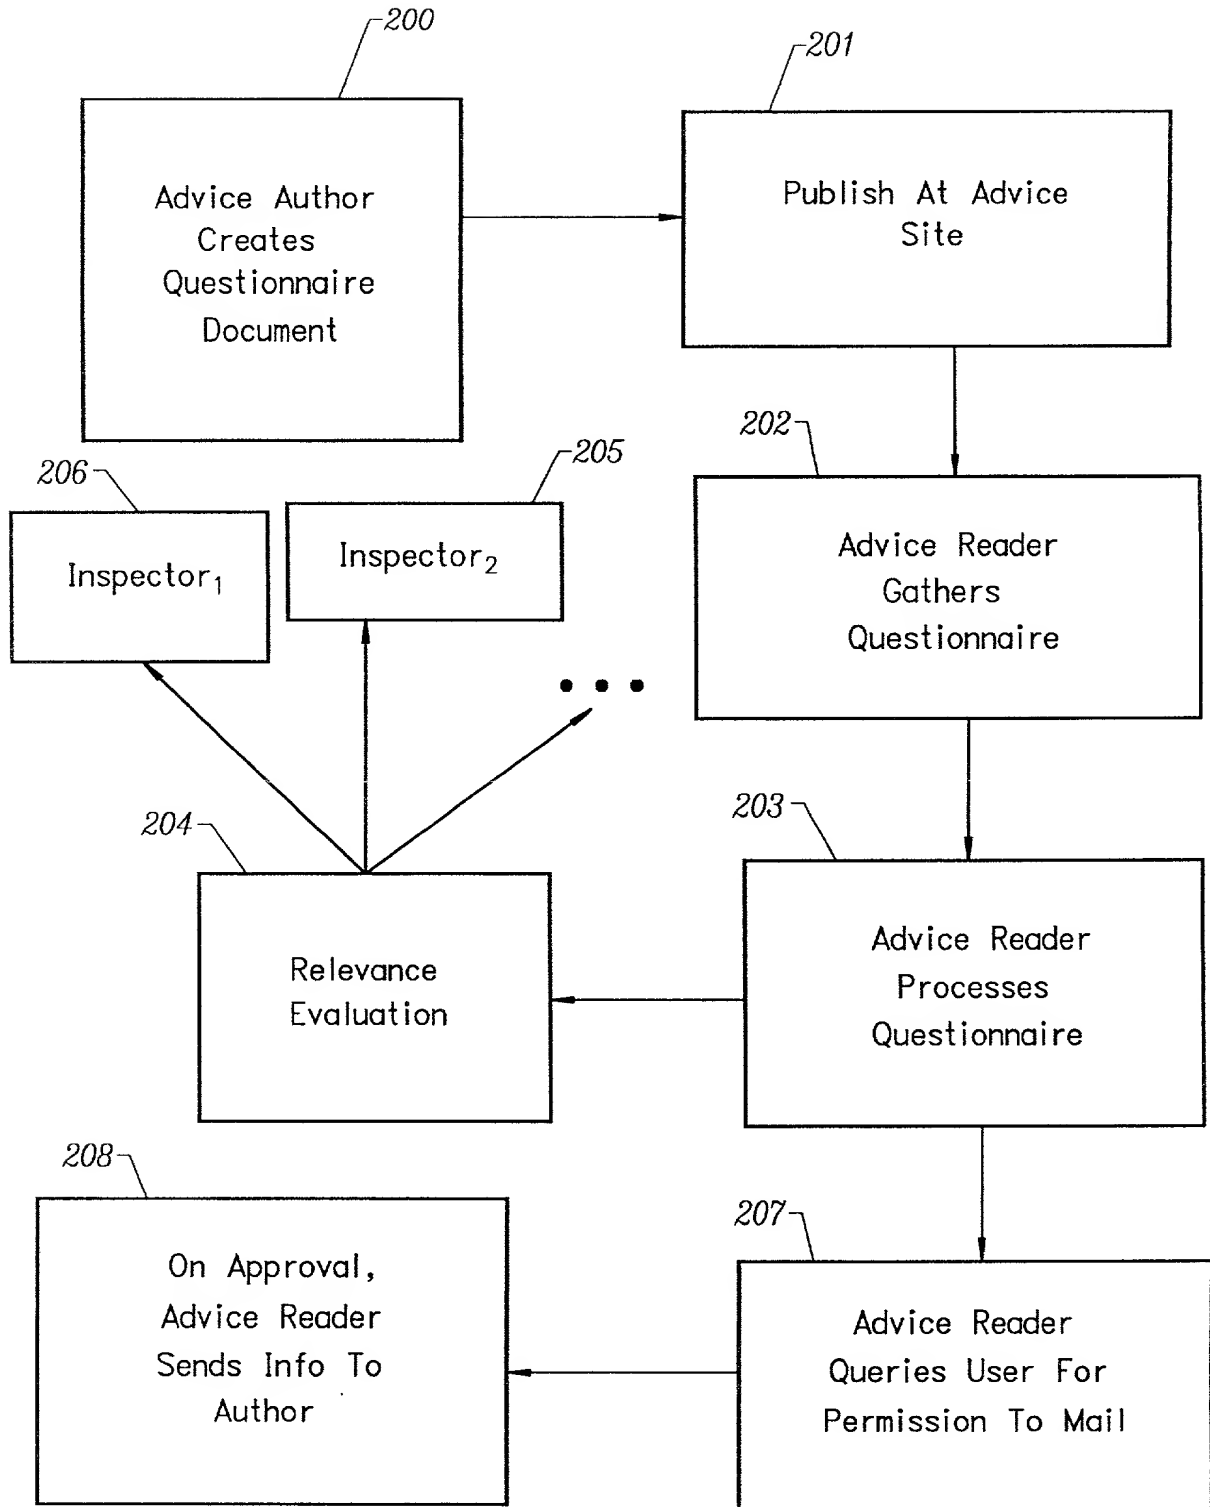 200
Advice Author
Creates
Questionnaire
Document
201
Publish At Advice
Site
202
Advice Reader
Gathers
Questionnaire
206
Inspector₁
205
Inspector₂
• • •
203
Advice Reader
Processes
Questionnaire
204
Relevance
Evaluation
207
Advice Reader
Queries User For
Permission To Mail
208
On Approval,
Advice Reader
Sends Info To
Author